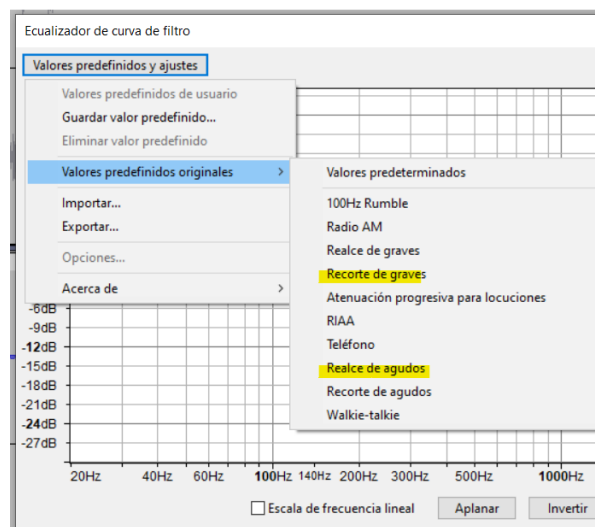 Ecualizador de curva de filtro
Valores predefinidos y ajustes
Valores predefinidos de usuario
Guardar valor predefinido...
Eliminar valor predefinido
Valores predefinidos originales >
Importar...
Exportar...
Opciones...
Acerca de >
Valores predeterminados
100Hz Rumble
Radio AM
Realce de graves
Recorte de graves
Atenuación progresiva para locuciones
RIAA
Teléfono
Realce de agudos
Recorte de agudos
Walkie-talkie
-6dB
-9dB
-12dB
-15dB
-18dB
-21dB
-24dB
-27dB
20Hz 40Hz 60Hz 100Hz 140Hz 200Hz 300Hz 500Hz 1000Hz
Escala de frecuencia lineal Aplanar Invertir